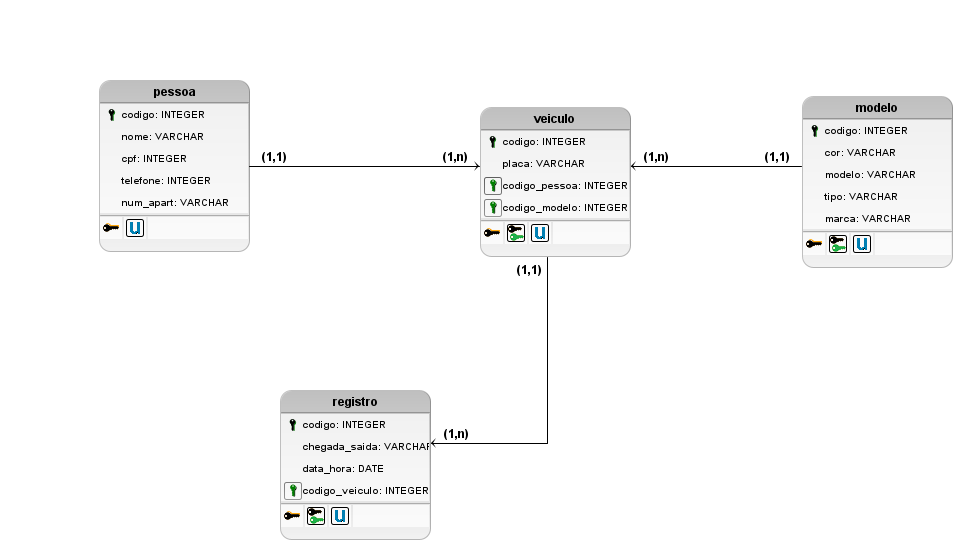 pessoa
codigo: INTEGER
nome: VARCHAR
cpf: INTEGER
telefone: INTEGER
num_apart: VARCHAR
U
(1,1)
(1,n)
veiculo
codigo: INTEGER
placa: VARCHAR
codigo_pessoa: INTEGER
codigo_modelo: INTEGER
U
(1,n)
(1,1)
modelo
codigo: INTEGER
cor: VARCHAR
modelo: VARCHAR
tipo: VARCHAR
marca: VARCHAR
U
(1,1)
(1,n)
registro
codigo: INTEGER
chegada_saida: VARCHAR
data_hora: DATE
codigo_veiculo: INTEGER
U